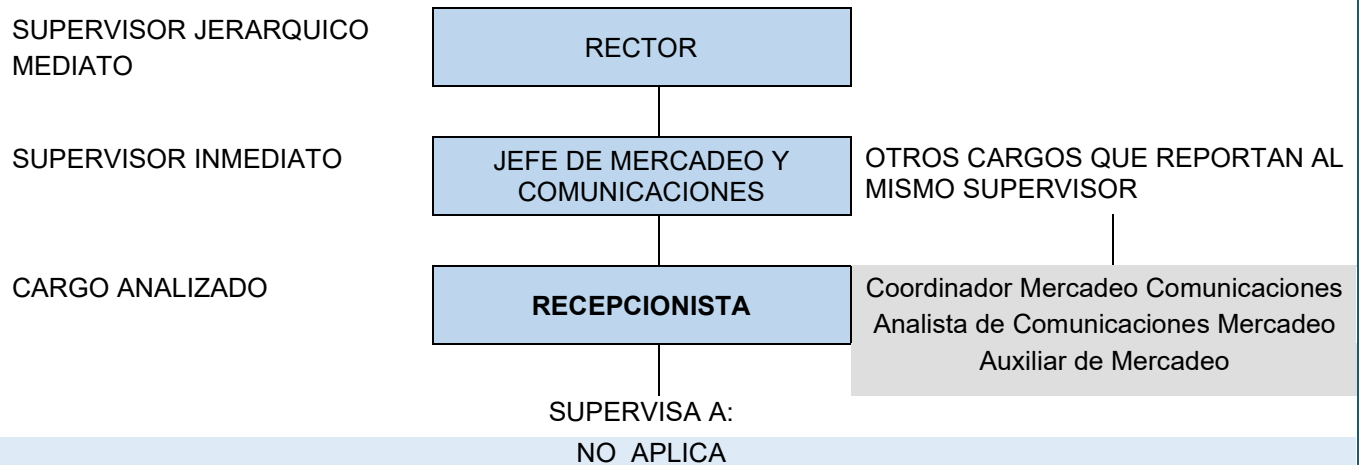 SUPERVISOR JERARQUICO
MEDIATO
RECTOR
SUPERVISOR INMEDIATO
JEFE DE MERCADEO Y
COMUNICACIONES
OTROS CARGOS QUE REPORTAN AL
MISMO SUPERVISOR
CARGO ANALIZADO
RECEPCIONISTA
Coordinador Mercadeo Comunicaciones
Analista de Comunicaciones Mercadeo
Auxiliar de Mercadeo
SUPERVISA A:
NO APLICA